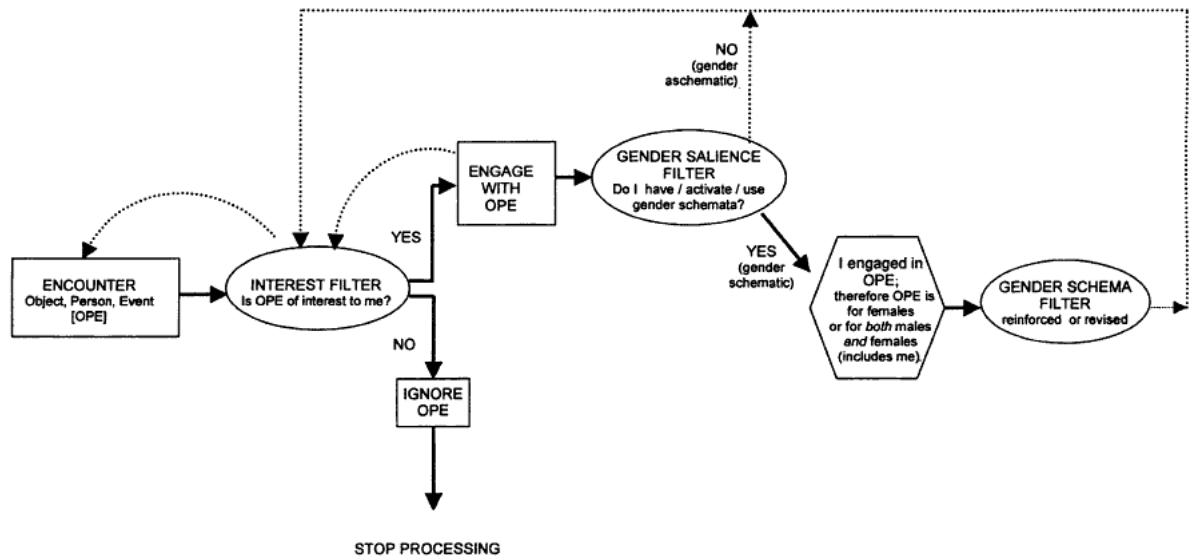 NO
(gender
aschematic)
ENGAGE
WITH
OPE
GENDER SALIENCE
FILTER
Do I have / activate / use
gender schemata?
YES
ENCOUNTER
Object, Person, Event
[OPE]
INTEREST FILTER
Is OPE of interest to me?
YES
(gender
schematic)
I engaged in
OPE;
therefore OPE is
for females
or for both males
and females
(includes me).
GENDER SCHEMA
FILTER
reinforced or revised
NO
IGNORE
OPE
STOP PROCESSING